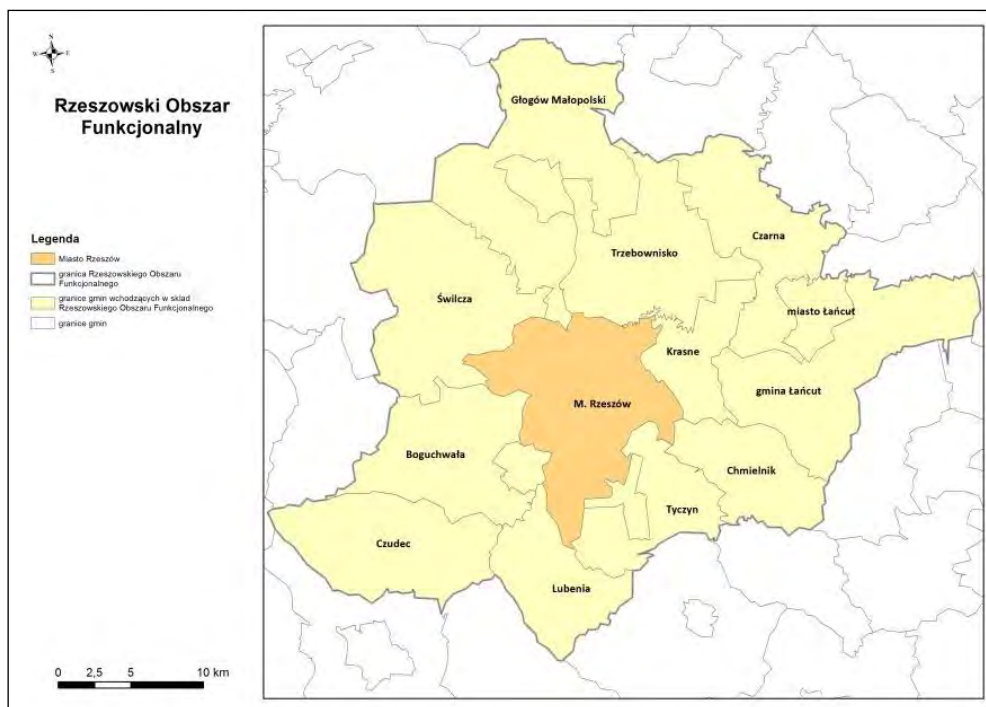 N
W E
S
Rzeszowski Obszar
Funkcjonalny
Legenda
Miasto Rzeszów
granica Rzeszowskiego Obszaru
Funkcjonalnego
granice gmin wchodzących w skład
Rzeszowskiego Obszaru Funkcjonalnego
granice gmin
0 2,5 5 10 km
Głogów Małopolski
Czarna
Trzebownisko
Świlcza
miasto Łańcut
Krasne
gmina Łańcut
M. Rzeszów
Boguchwała
Chmielnik
Tyczyn
Czudec
Lubenia